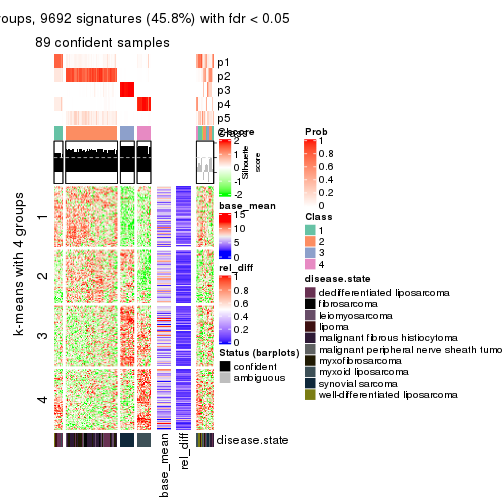 oups, 9692 signatures (45.8%) with fdr < 0.05
89 confident samples
p1
p2
p3
p4
p5
Silhouette
score
z-score
2
1
0
-1
-2
base_mean
15
10
5
0
rel_diff
1
0.8
0.6
0.4
0.2
0
Status (barplots)
confident
ambiguous
Prob
1
0.8
0.6
0.4
0.2
0
Class
1
2
3
4
disease.state
dedifferentiated liposarcoma
fibrosarcoma
leiomyosarcoma
lipoma
malignant fibrous histiocytoma
malignant peripheral nerve sheath tumo
myxofibrosarcoma
myxoid liposarcoma
synovial sarcoma
well-differentiated liposarcoma
k-means with 4 groups
1
2
3
4
disease.state
base_mean
rel_diff